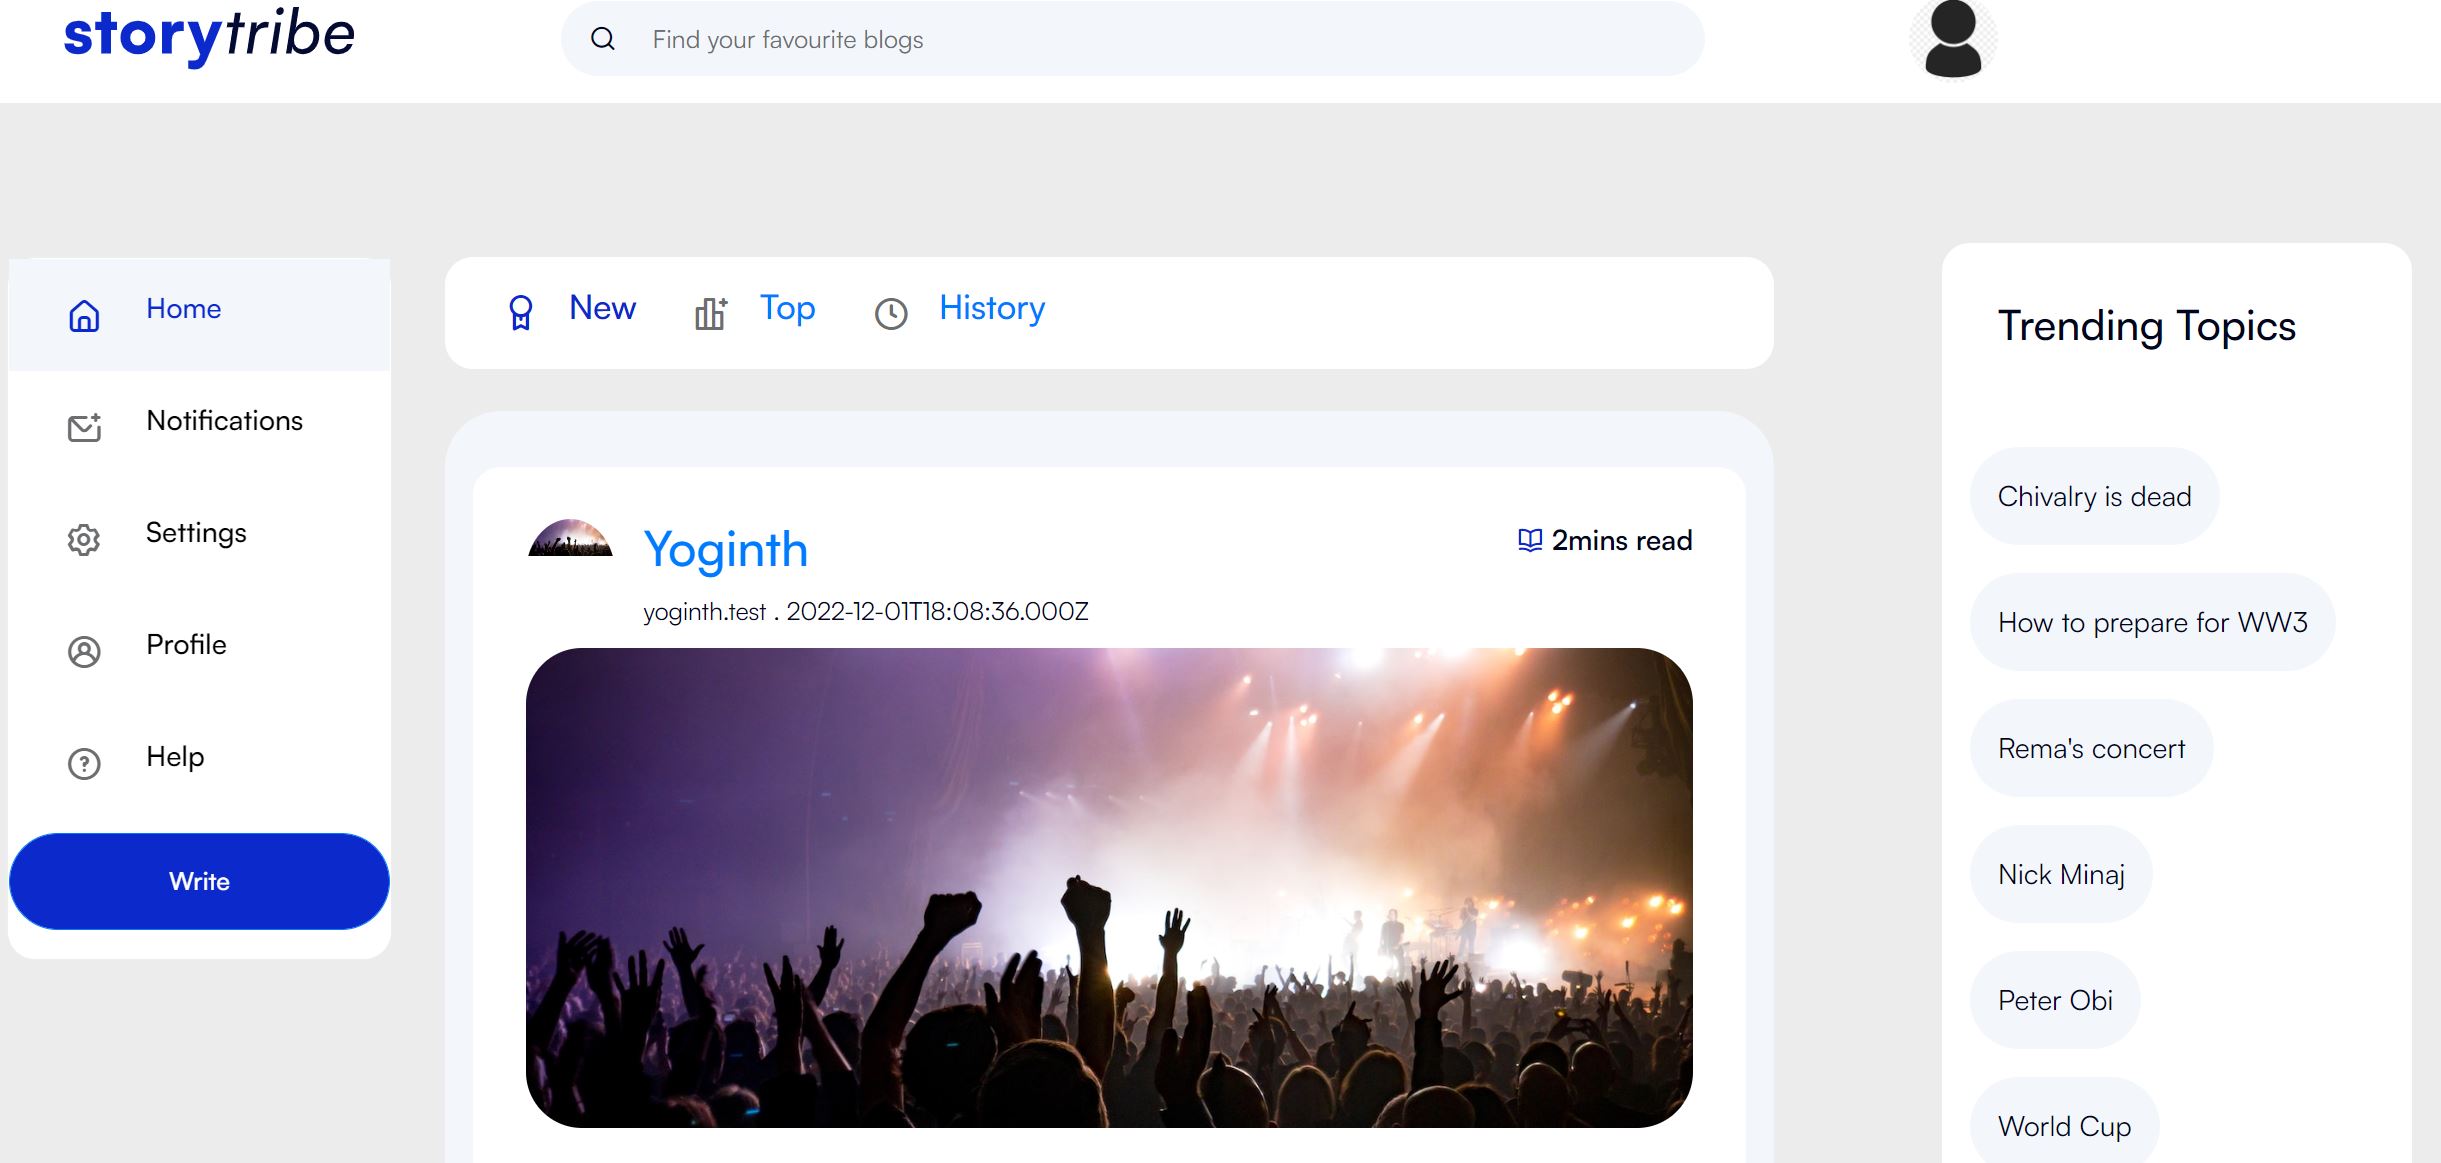 storytribe
Find your favourite blogs
Home
Notifications
Settings
Profile
Help
Write
New
Top
History
Yoginth
2mins read
yoginth.test . 2022-12-01T18:08:36.000Z
Trending Topics
Chivalry is dead
How to prepare for WW3
Rema's concert
Nick Minaj
Peter Obi
World Cup